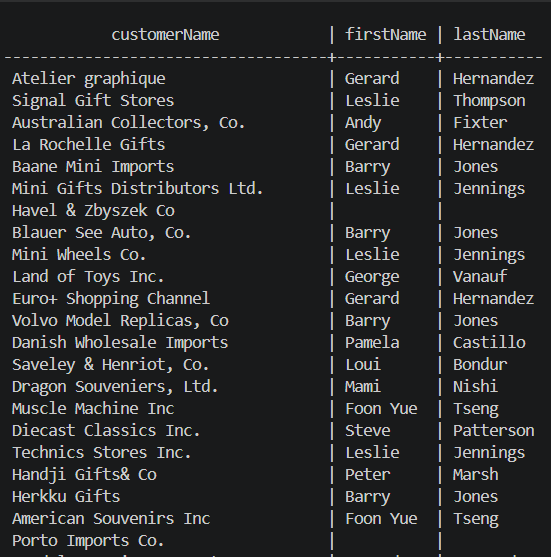 customerName | firstName | lastName
-----------------------------------+-----------+-----------
Atelier graphique | Gerard | Hernandez
Signal Gift Stores | Leslie | Thompson
Australian Collectors, Co. | Andy | Fixter
La Rochelle Gifts | Gerard | Hernandez
Baane Mini Imports | Barry | Jones
Mini Gifts Distributors Ltd. | Leslie | Jennings
Havel & Zbyszek Co | |
Blauer See Auto, Co. | Barry | Jones
Mini Wheels Co. | Leslie | Jennings
Land of Toys Inc. | George | Vanauf
Euro+ Shopping Channel | Gerard | Hernandez
Volvo Model Replicas, Co | Barry | Jones
Danish Wholesale Imports | Pamela | Castillo
Saveley & Henriot, Co. | Loui | Bondur
Dragon Souveniers, Ltd. | Mami | Nishi
Muscle Machine Inc | Foon Yue | Tseng
Diecast Classics Inc. | Steve | Patterson
Technics Stores Inc. | Leslie | Jennings
Handji Gifts& Co | Peter | Marsh
Herkku Gifts | Barry | Jones
American Souvenirs Inc | Foon Yue | Tseng
Porto Imports Co. | |